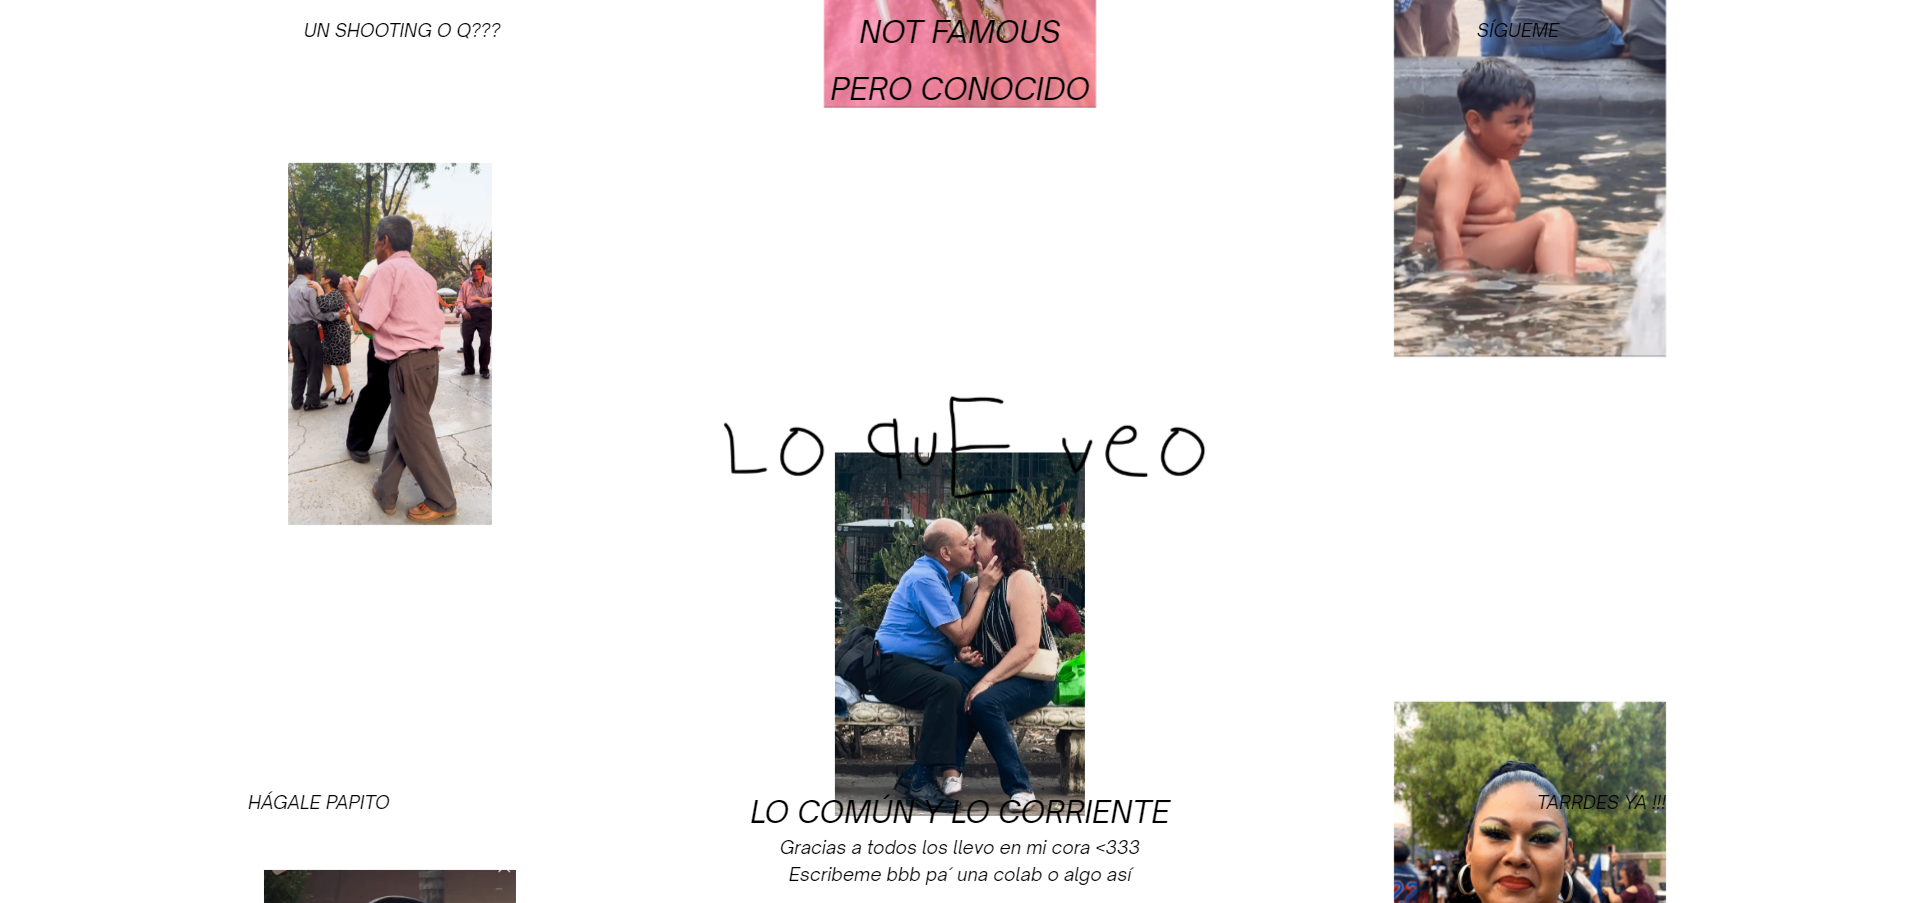 UN SHOOTING O Q???
NOT FAMOUS
PERO CONOCIDO
SÍGUEME
LO quE veo
HÁGALE PAPITO
LO COMÚN Y LO CORRIENTE
Gracias a todos los llevo en mi cora <333
Escribeme bbb pa´ una colab o algo así
TARRDES YA !!!